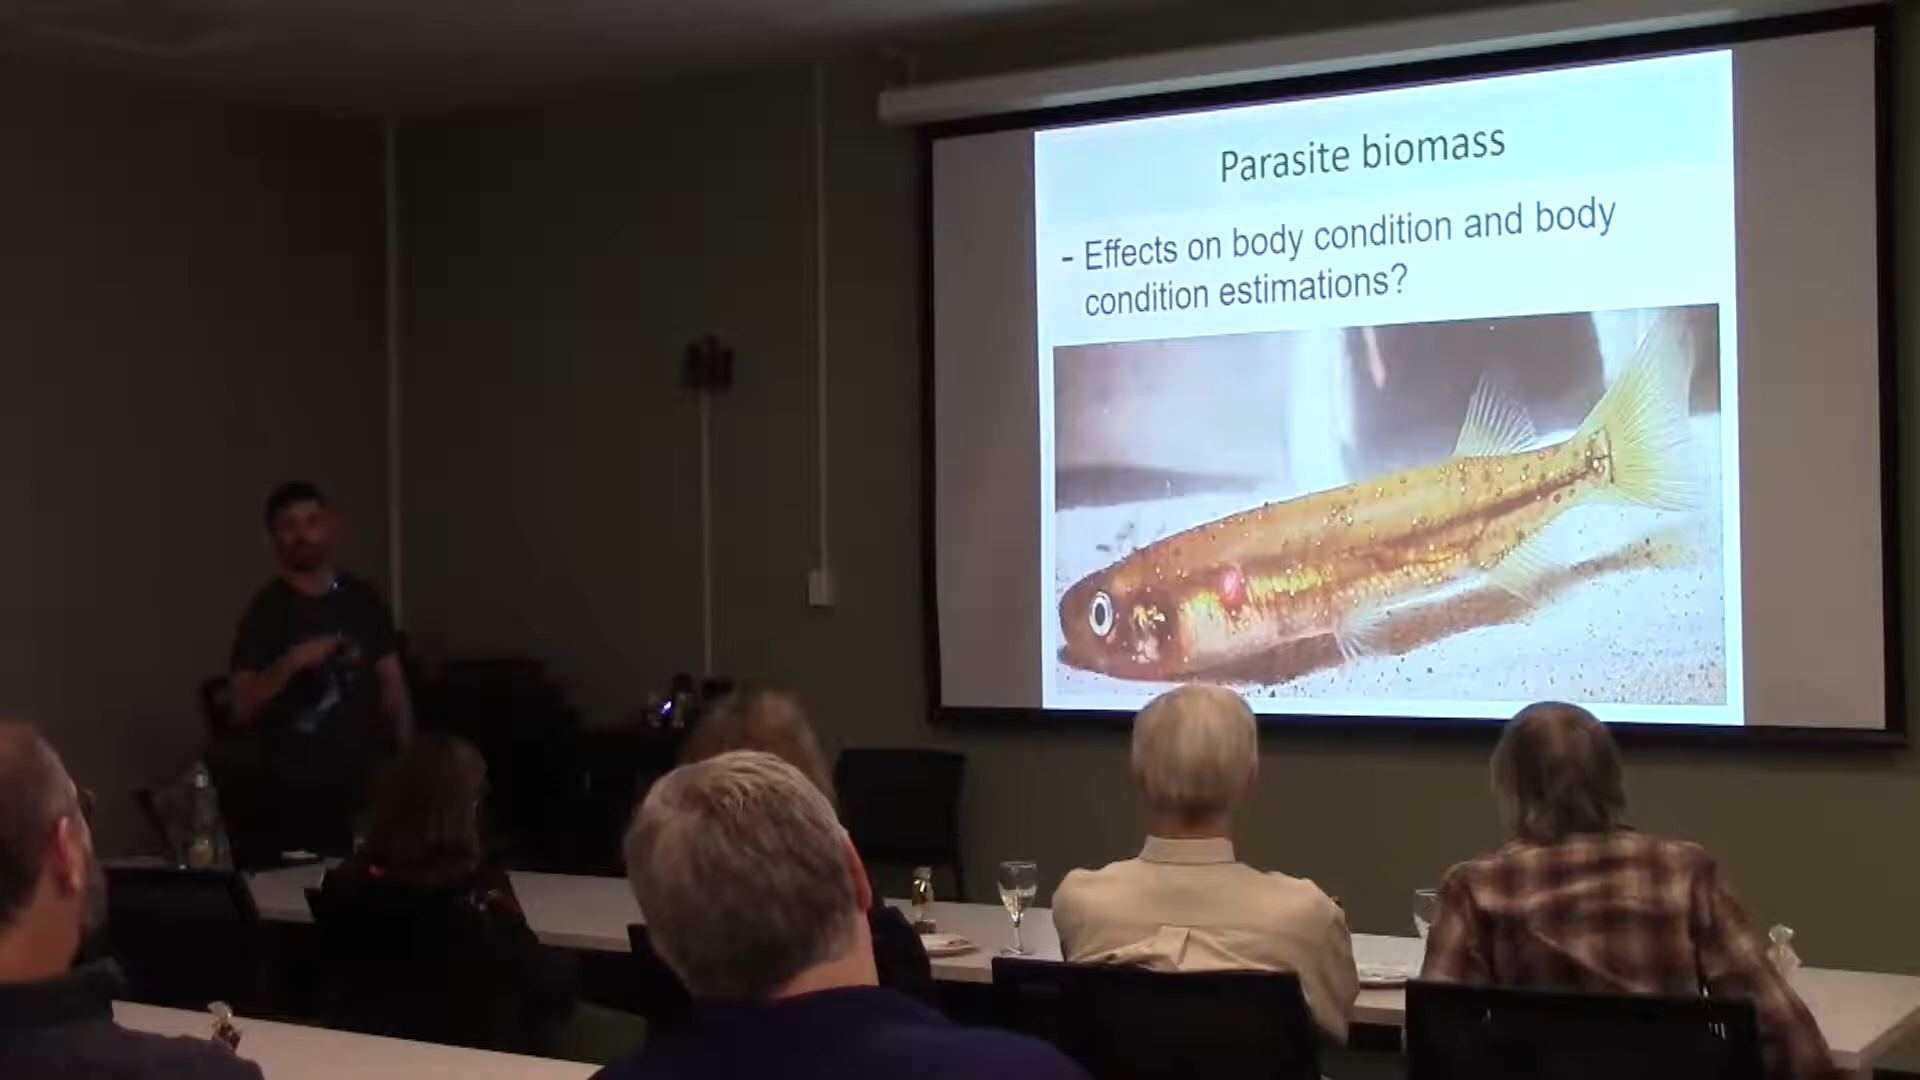 Parasite biomass
- Effects on body condition and body
condition estimations?